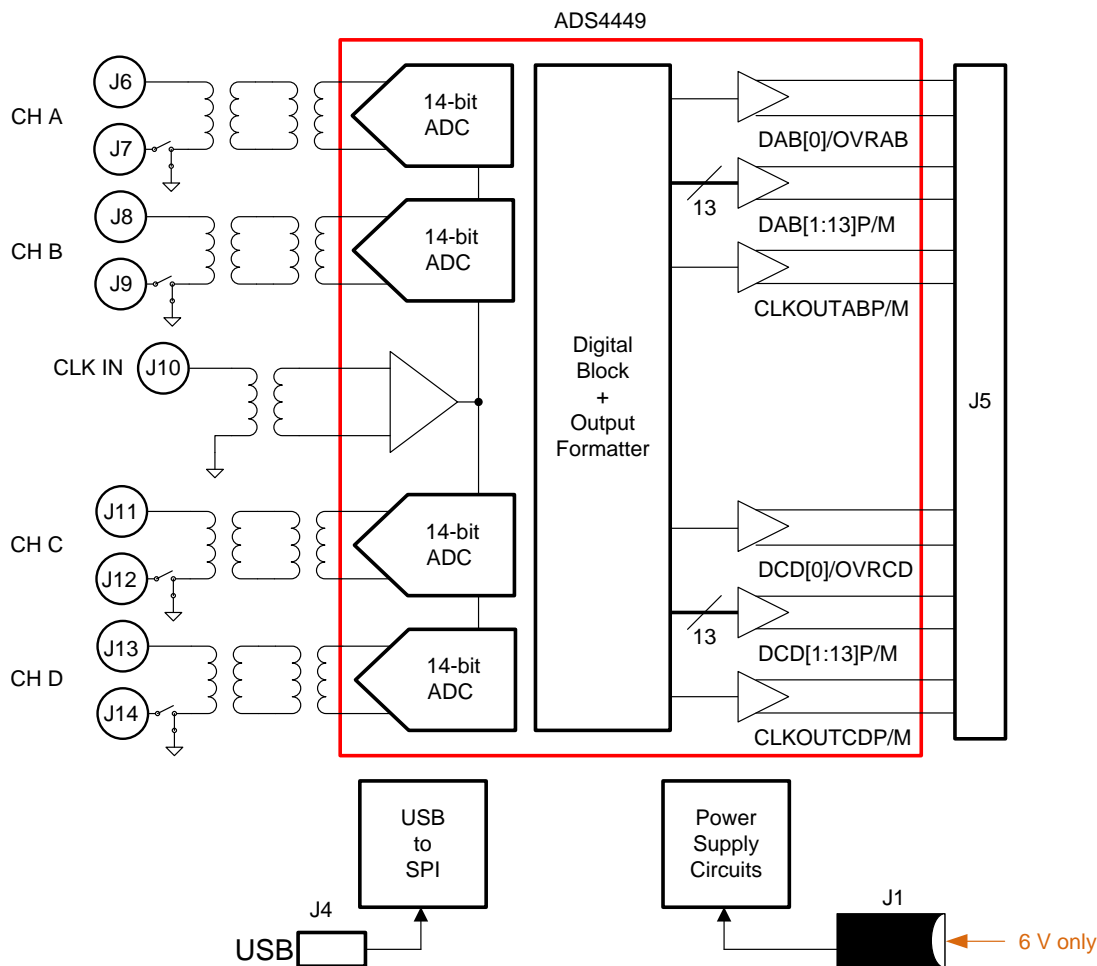 ADS4449
J6
CH A
J7
14-bit
ADC
DAB[0]/OVRAB
J8
CH B
J9
14-bit
ADC
13
DAB[1:13]P/M
CLKOUTABP/M
CLK IN
J10
Digital
Block
+
Output
Formatter
J5
J11
CH C
J12
14-bit
ADC
DCD[0]/OVRCD
J13
CH D
J14
14-bit
ADC
13
DCD[1:13]P/M
CLKOUTCDP/M
USB
to
SPI
Power
Supply
Circuits
J4
USB
J1
6 V only